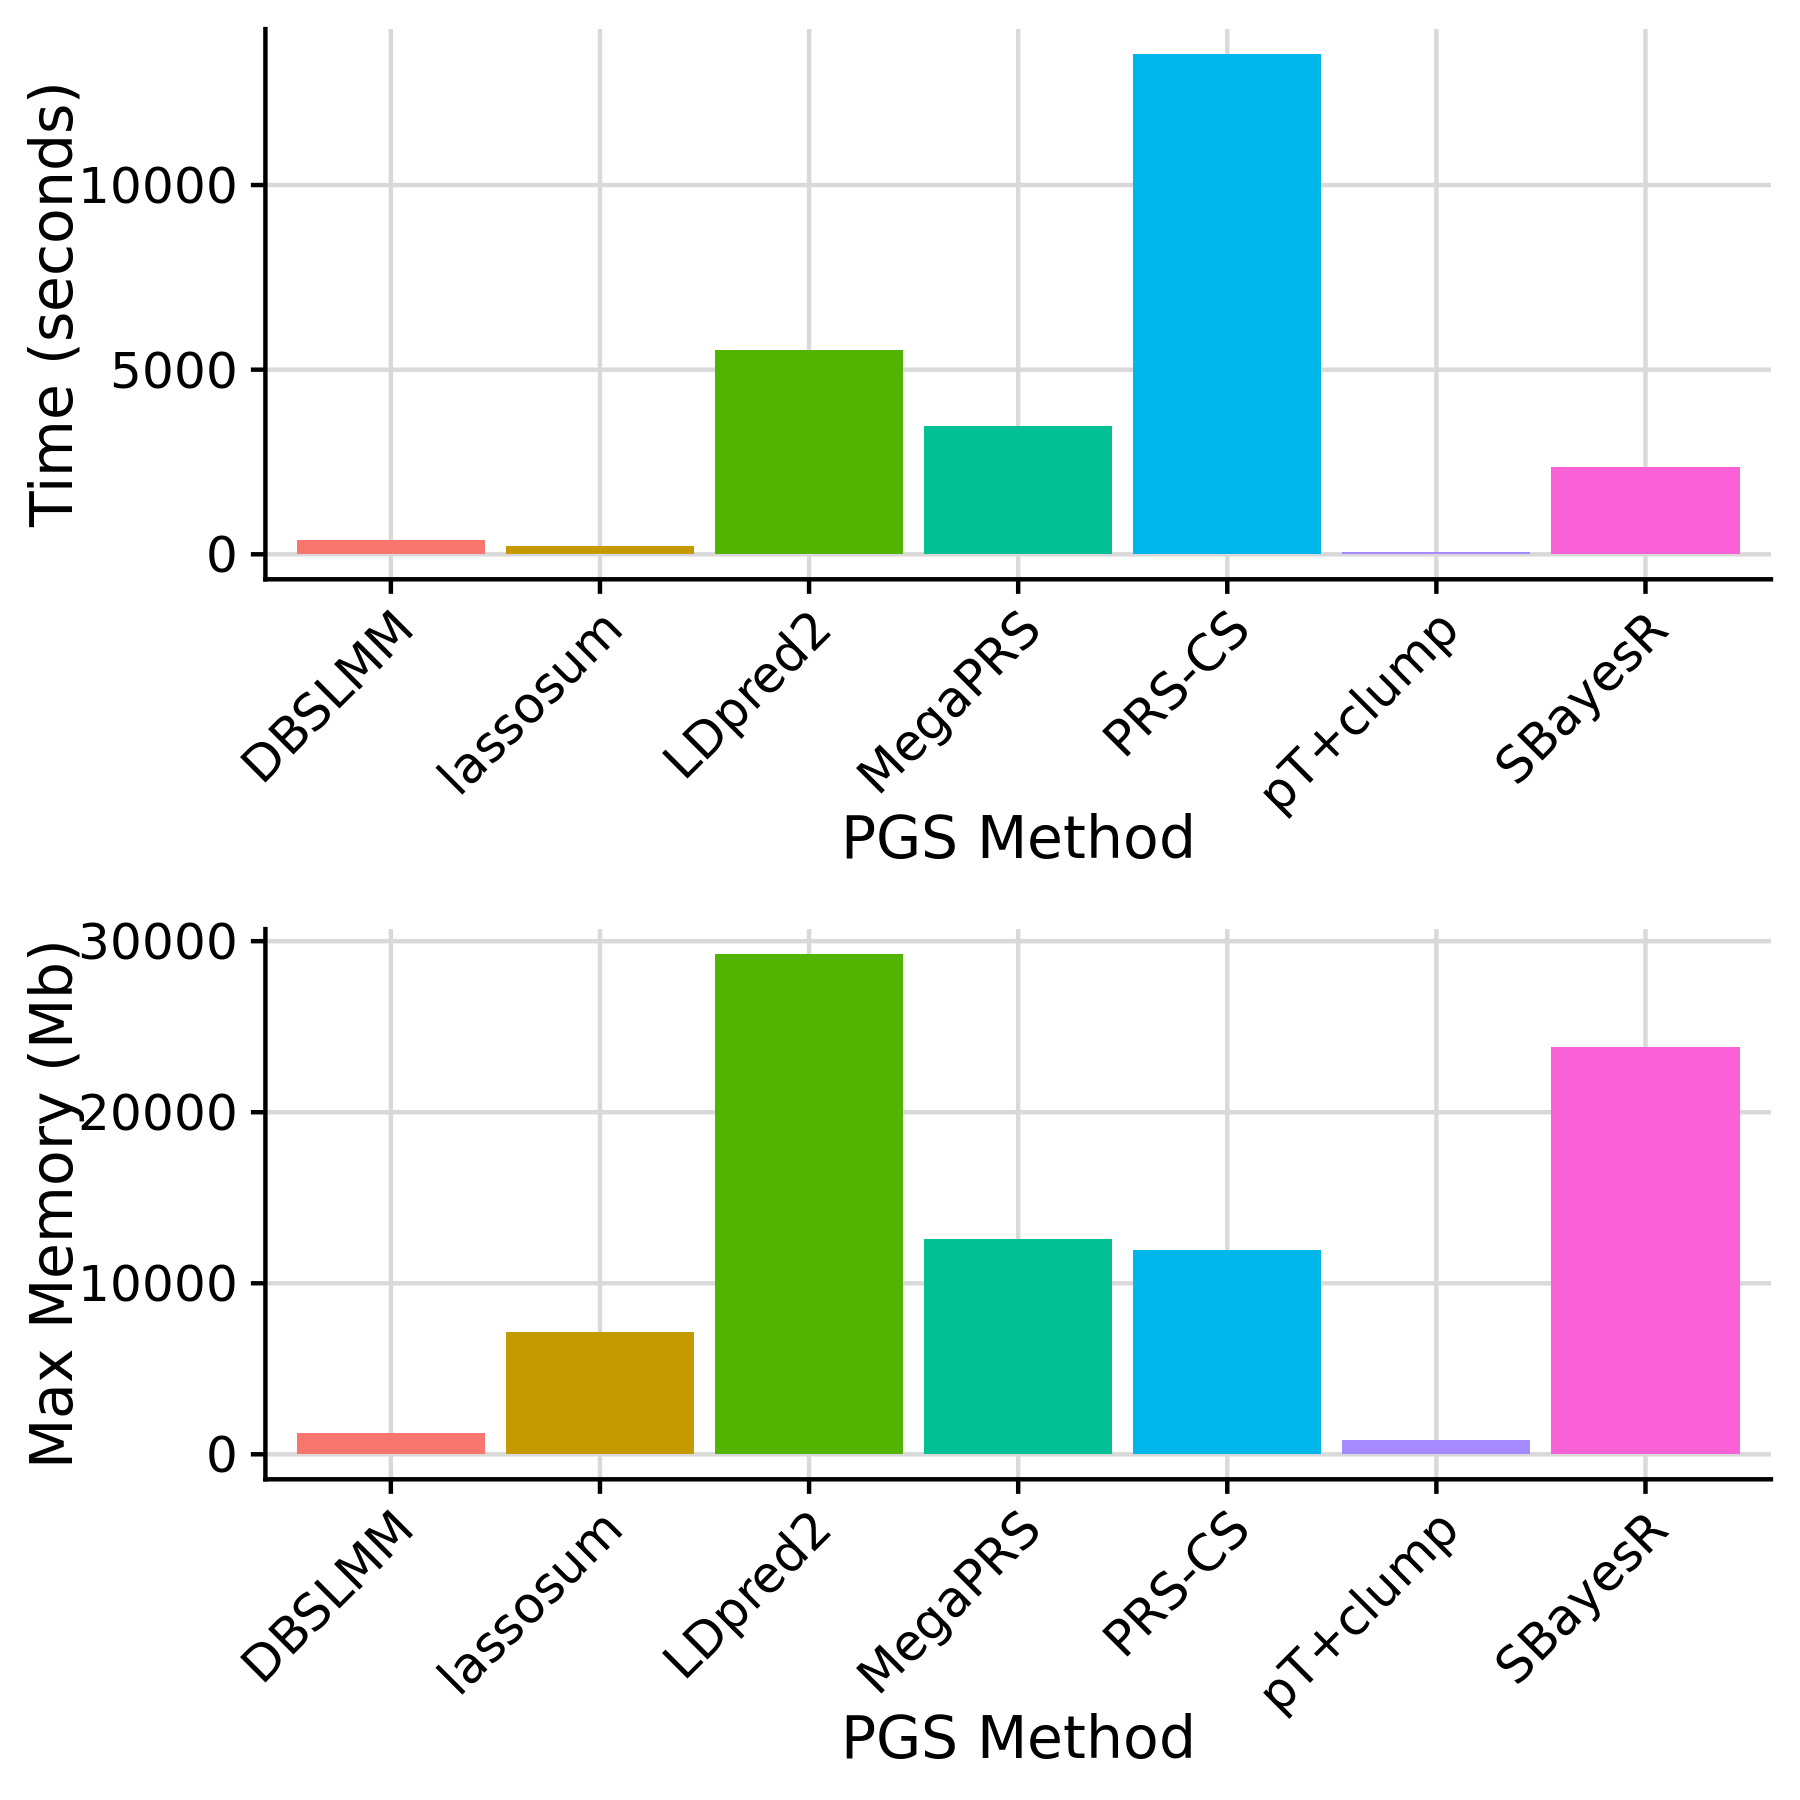 Time (seconds)
10000
5000
0
DBSLMM
lassosum
LDpred2
MegaPRS
PRS-CS
pT+clump
SBayesR
PGS Method
Max Memory (Mb)
30000
20000
10000
0
DBSLMM
lassosum
LDpred2
MegaPRS
PRS-CS
pT+clump
SBayesR
PGS Method